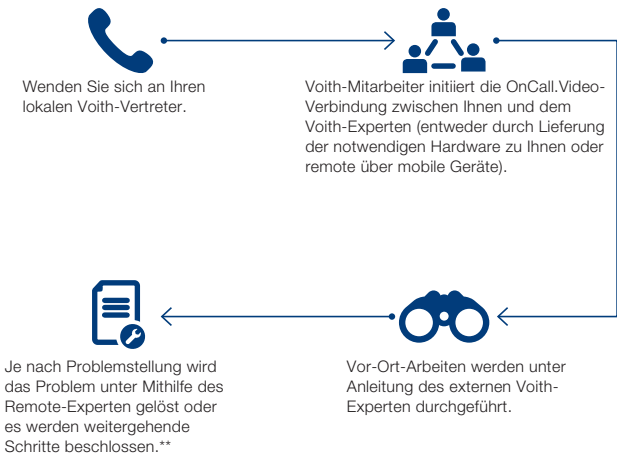 Wenden Sie sich an Ihren
lokalen Voith-Vertreter.
Voith-Mitarbeiter initiiert die OnCall.Video-
Verbindung zwischen Ihnen und dem
Voith-Experten (entweder durch Lieferung
der notwendigen Hardware zu Ihnen oder
remote über mobile Geräte).
Vor-Ort-Arbeiten werden unter
Anleitung des externen Voith-
Experten durchgeführt.
Je nach Problemstellung wird
das Problem unter Mithilfe des
Remote-Experten gelöst oder
es werden weitergehende
Schritte beschlossen.**